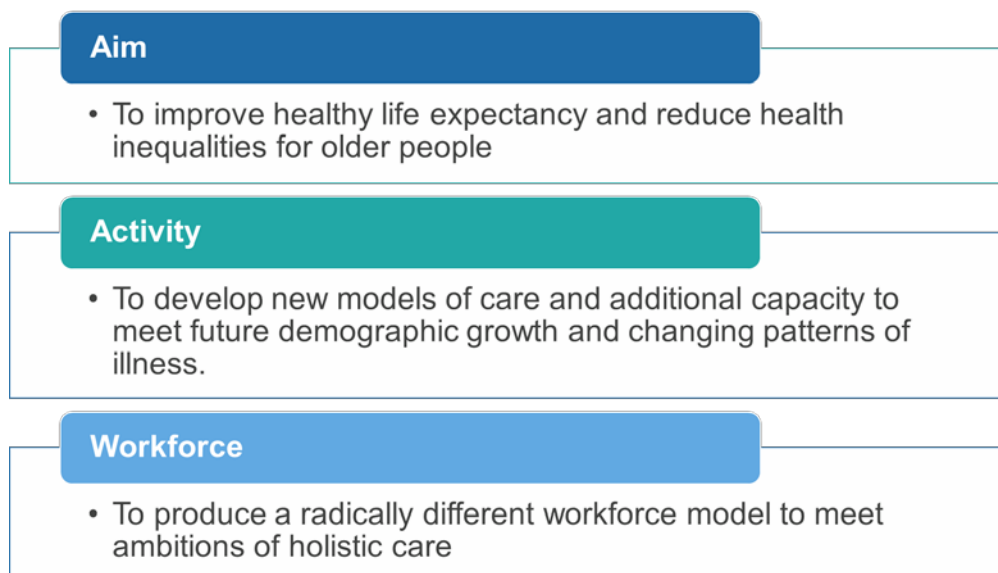 Aim
• To improve healthy life expectancy and reduce health
inequalities for older people
Activity
• To develop new models of care and additional capacity to
meet future demographic growth and changing patterns of
illness.
Workforce
• To produce a radically different workforce model to meet
ambitions of holistic care